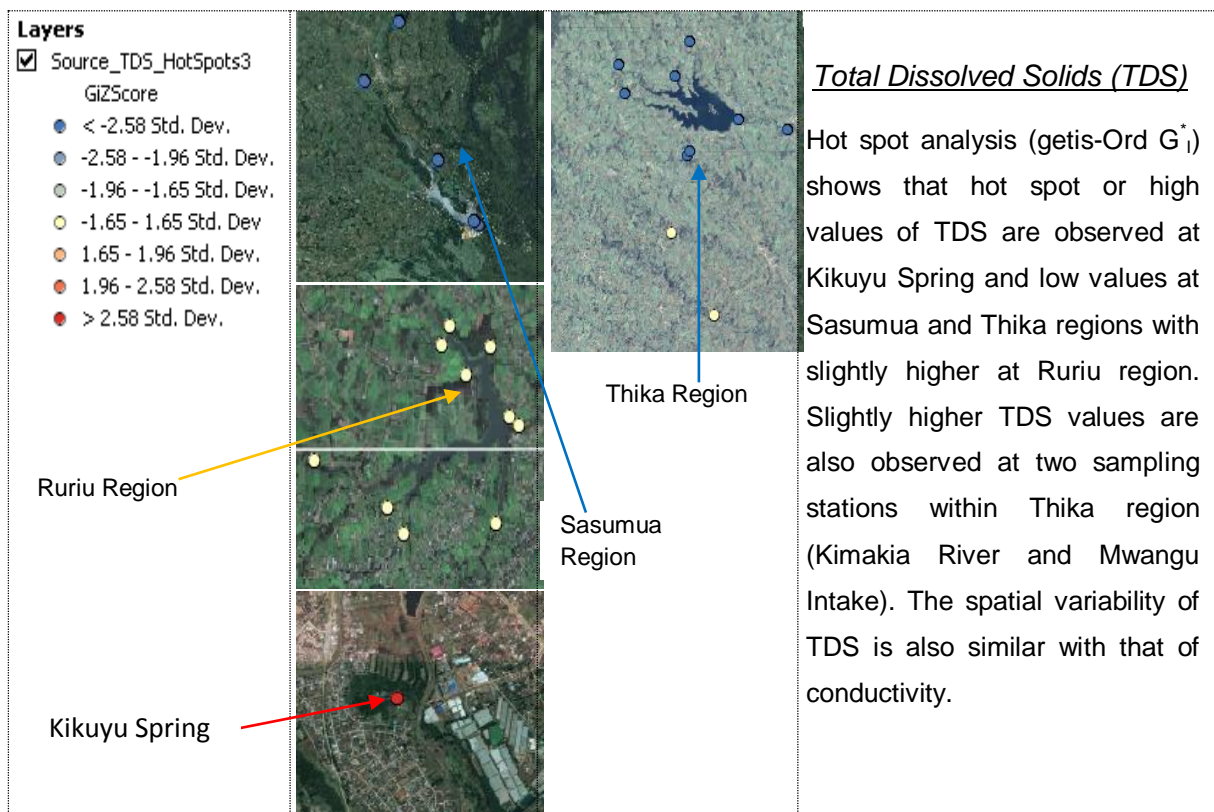 Layers
Source_TDS_HotSpots3
GiZScore
< -2.58 Std. Dev.
-2.58 - -1.96 Std. Dev.
-1.96 - -1.65 Std. Dev.
-1.65 - 1.65 Std. Dev
1.65 - 1.96 Std. Dev.
1.96 - 2.58 Std. Dev.
> 2.58 Std. Dev.
Ruriu Region
Kikuyu Spring
Sasumua
Region
Thika Region
Total Dissolved Solids (TDS)
Hot spot analysis (getis-Ord G*I)
shows that hot spot or high
values of TDS are observed at
Kikuyu Spring and low values at
Sasumua and Thika regions with
slightly higher at Ruriu region.
Slightly higher TDS values are
also observed at two sampling
stations within Thika region
(Kimakia River and Mwangu
Intake). The spatial variability of
TDS is also similar with that of
conductivity.